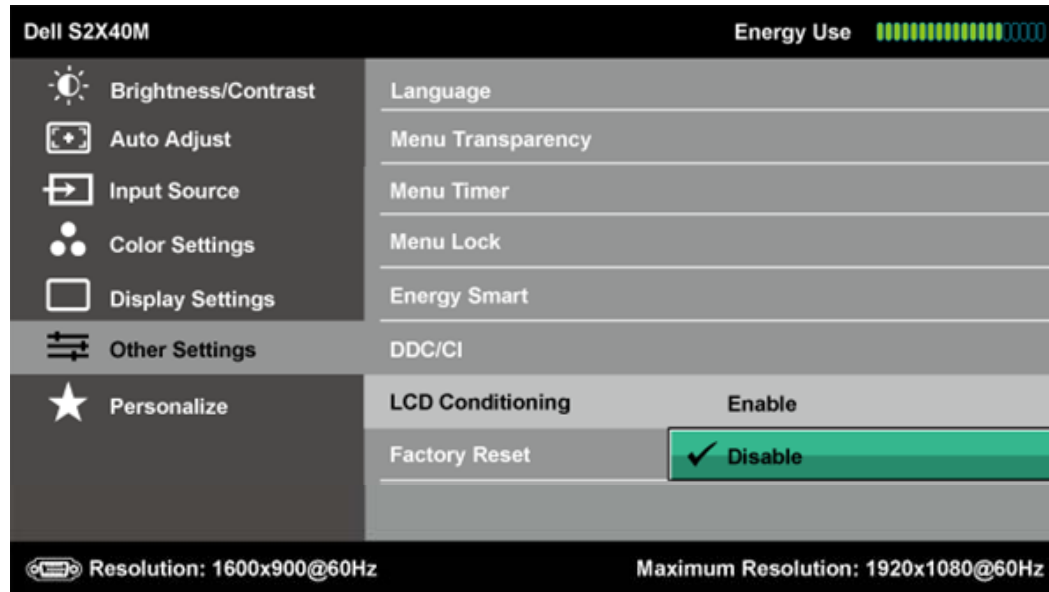 Dell S2X40M Energy Use
Brightness/Contrast
Auto Adjust
Input Source
Color Settings
Display Settings
Other Settings
Personalize
Language
Menu Transparency
Menu Timer
Menu Lock
Energy Smart
DDC/CI
LCD Conditioning Enable
Factory Reset Disable
Resolution: 1600x900@60Hz Maximum Resolution: 1920x1080@60Hz